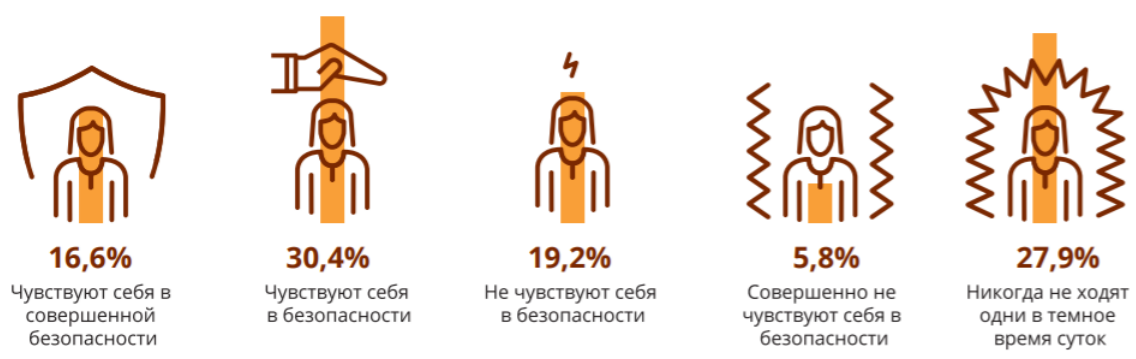 16,6%
Чувствуют себя в
совершенной
безопасности
30,4%
Чувствуют себя
в безопасности
19,2%
Не чувствуют себя
в безопасности
5,8%
Совершенно не
чувствуют себя в
безопасности
27,9%
Никогда не ходят
одни в темное
время суток